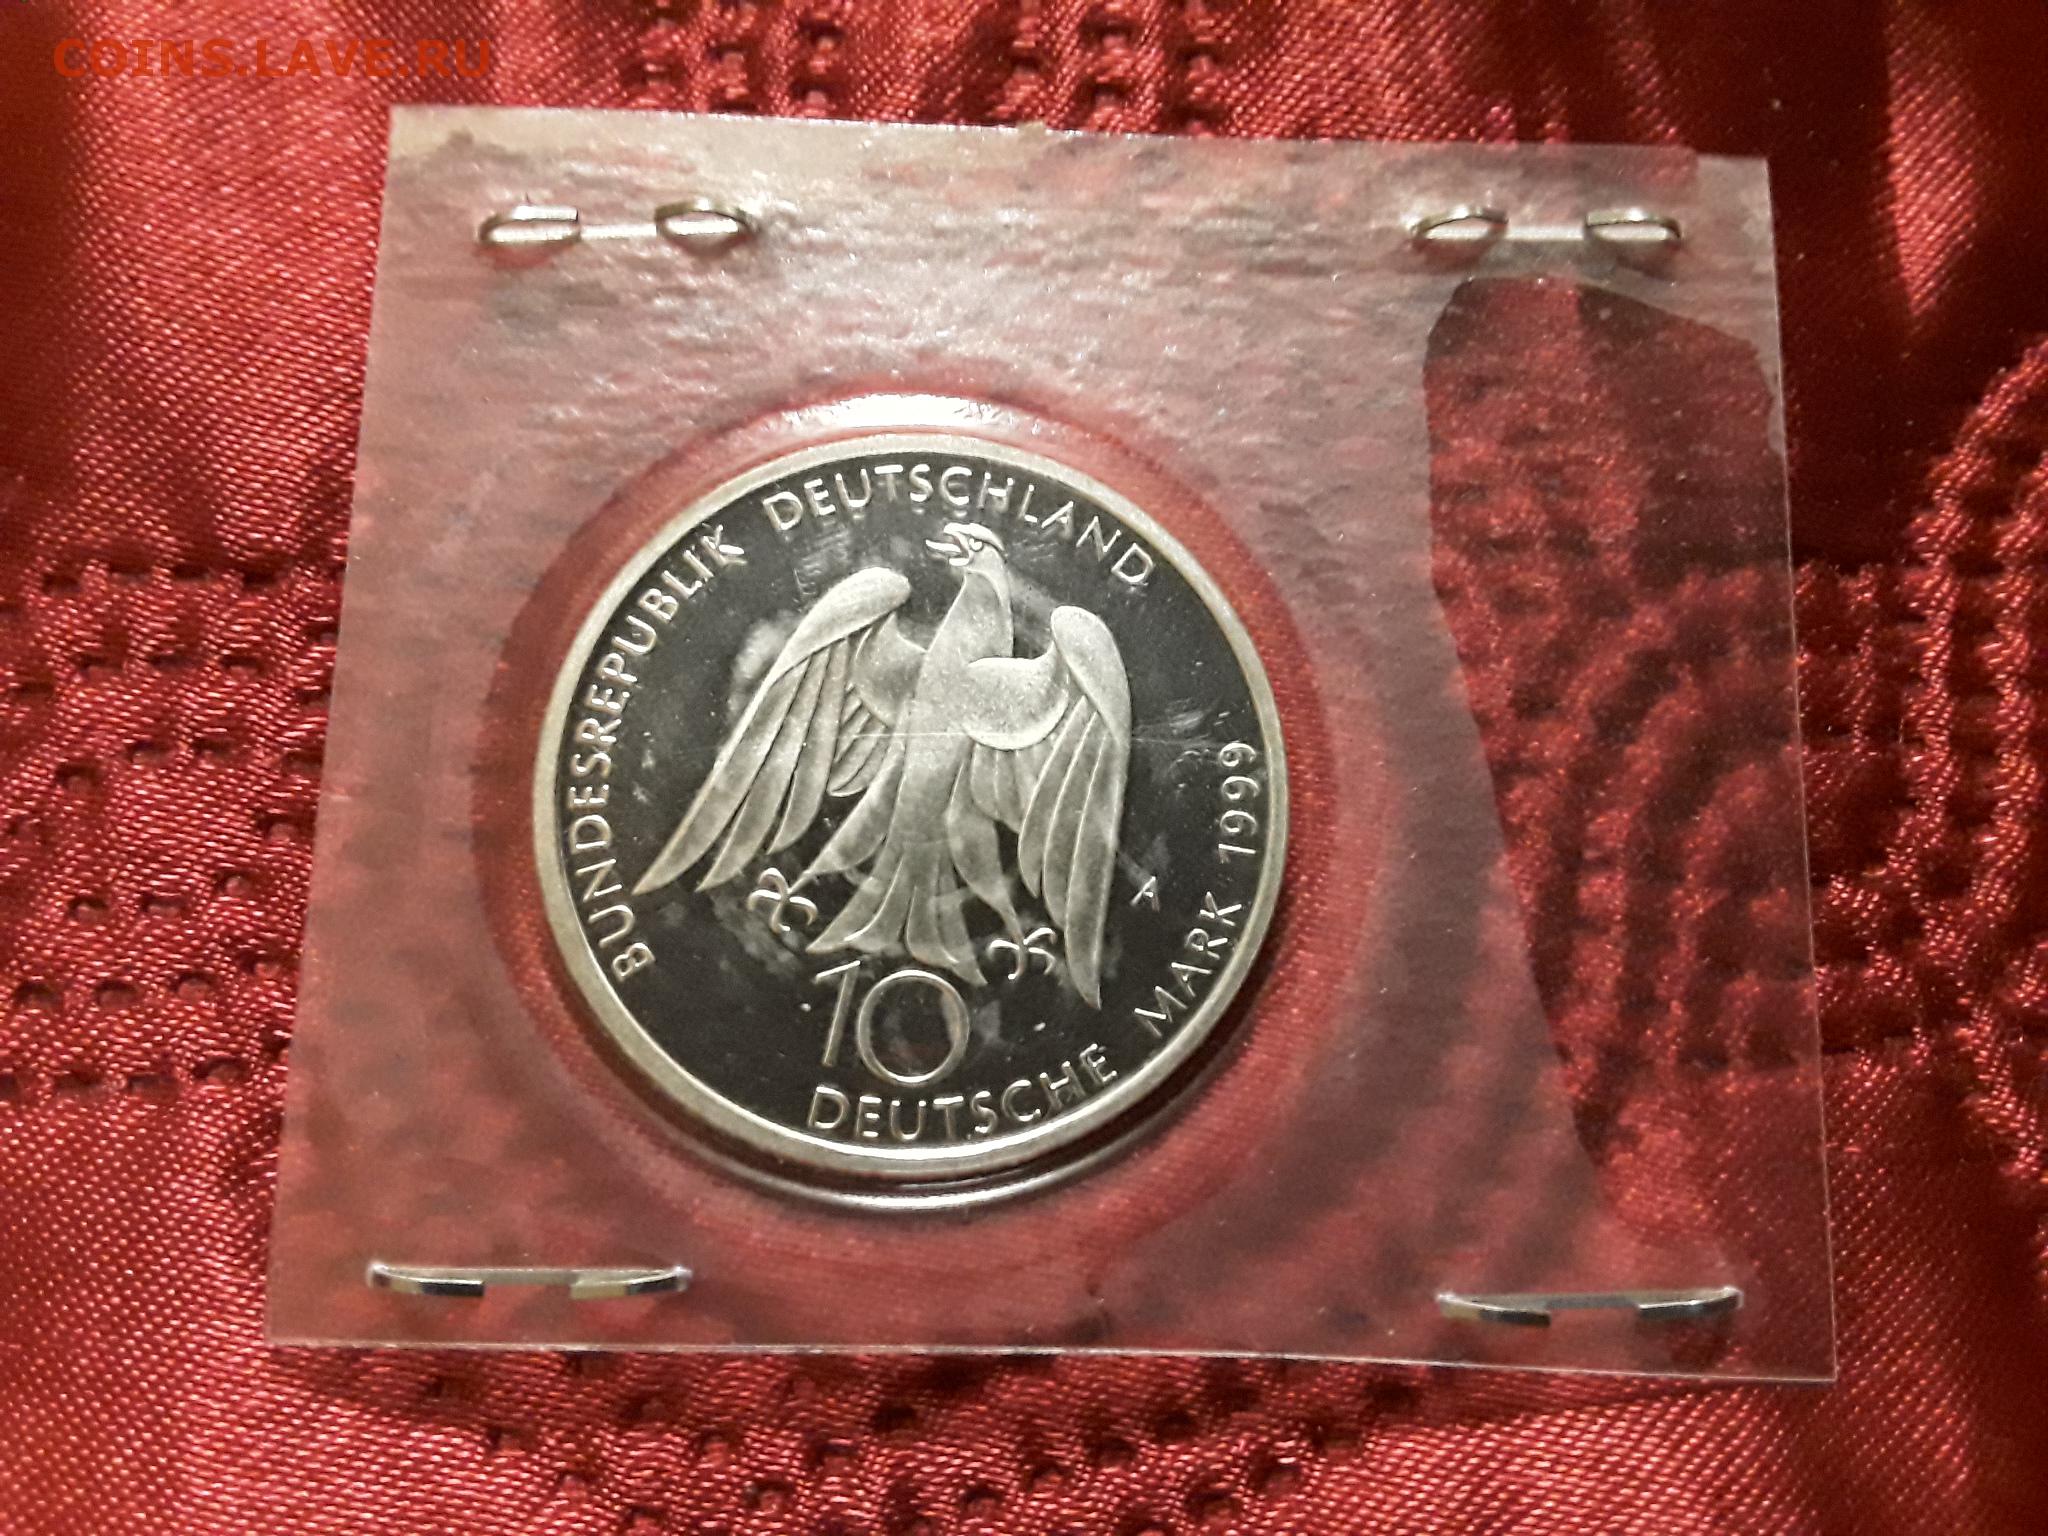 COINS.LAVE.RU
BUNDESREPUBLIK DEUTSCHLAND
A
10
DEUTSCHE MARK 1999